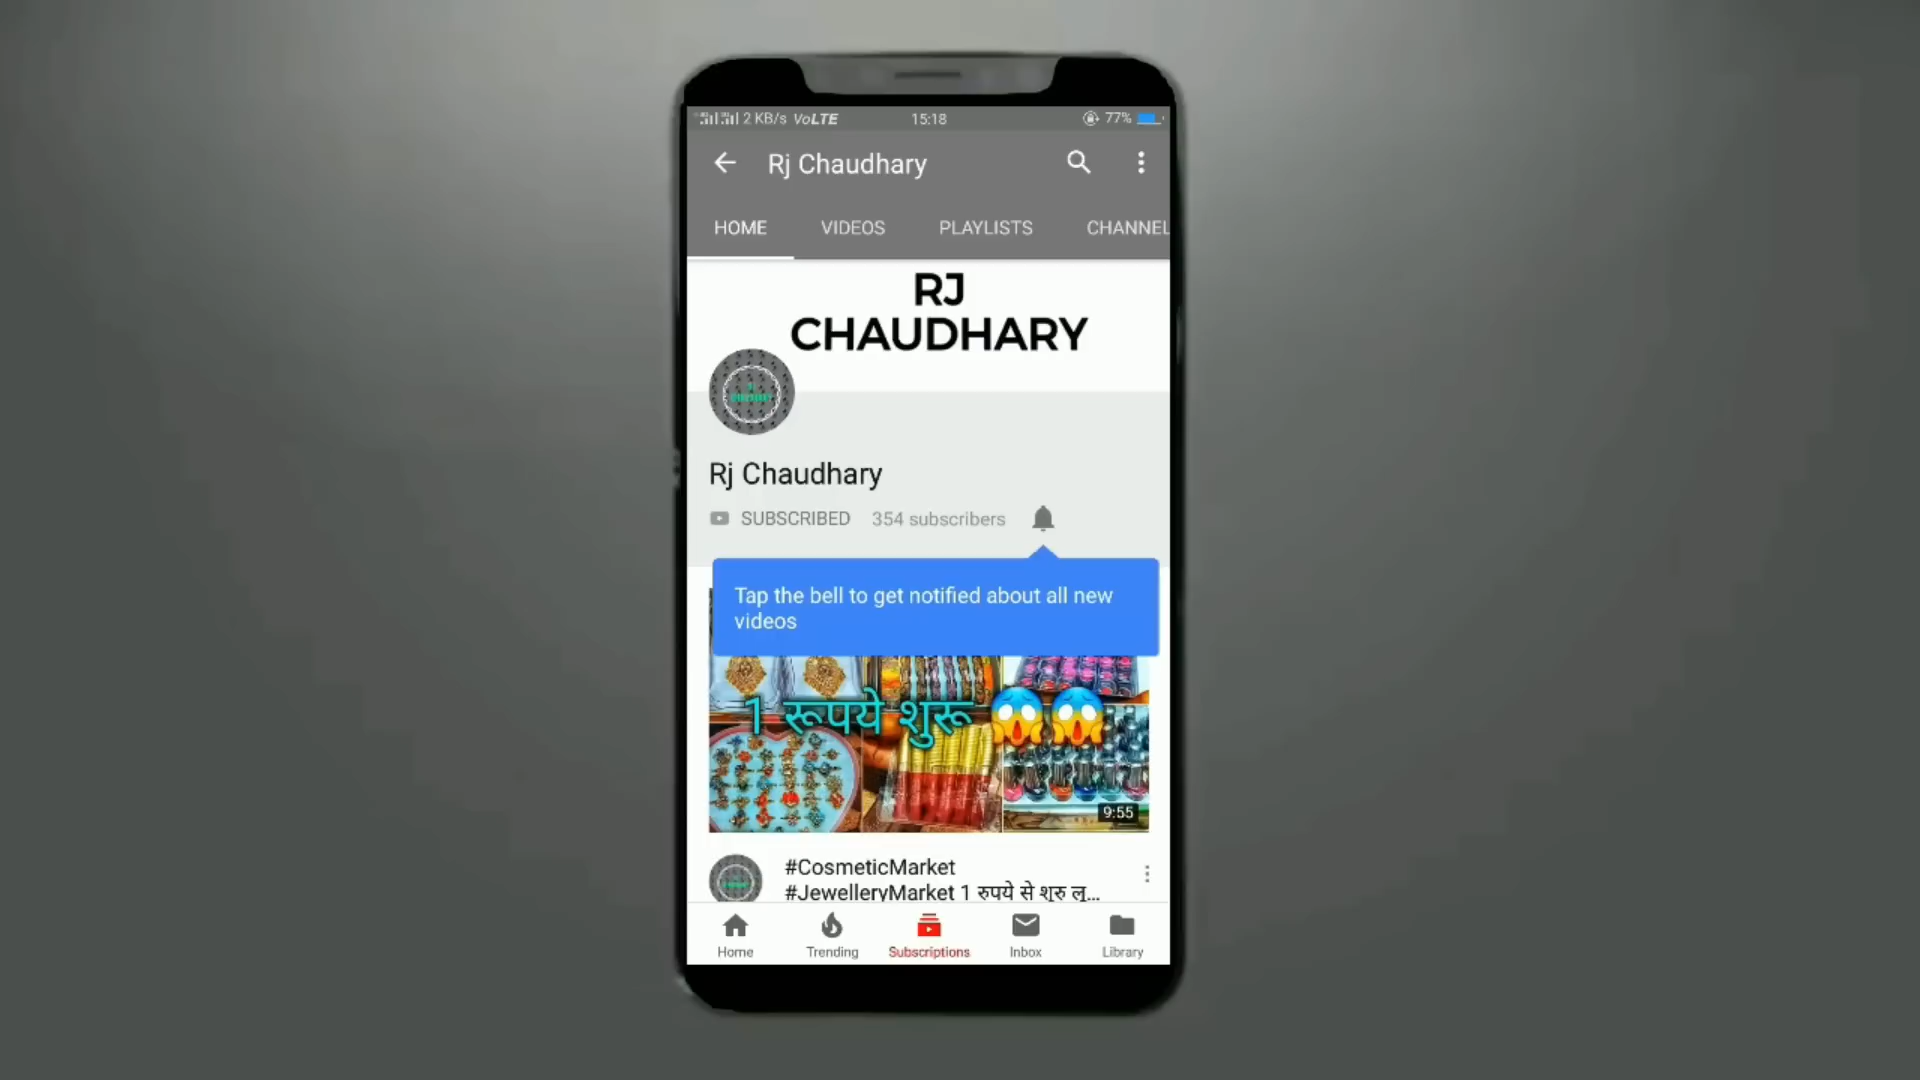 2 KB/s VoLTE 15:18 77%
Rj Chaudhary
HOME VIDEOS PLAYLISTS CHANNEL
RJ
CHAUDHARY
Rj Chaudhary
SUBSCRIBED 354 subscribers
Tap the bell to get notified about all new
videos
1 रूपये शुरू
9:55
#CosmeticMarket
#JewelleryMarket 1 रुपये से शुरु लू...
Home Trending Subscriptions Inbox Library